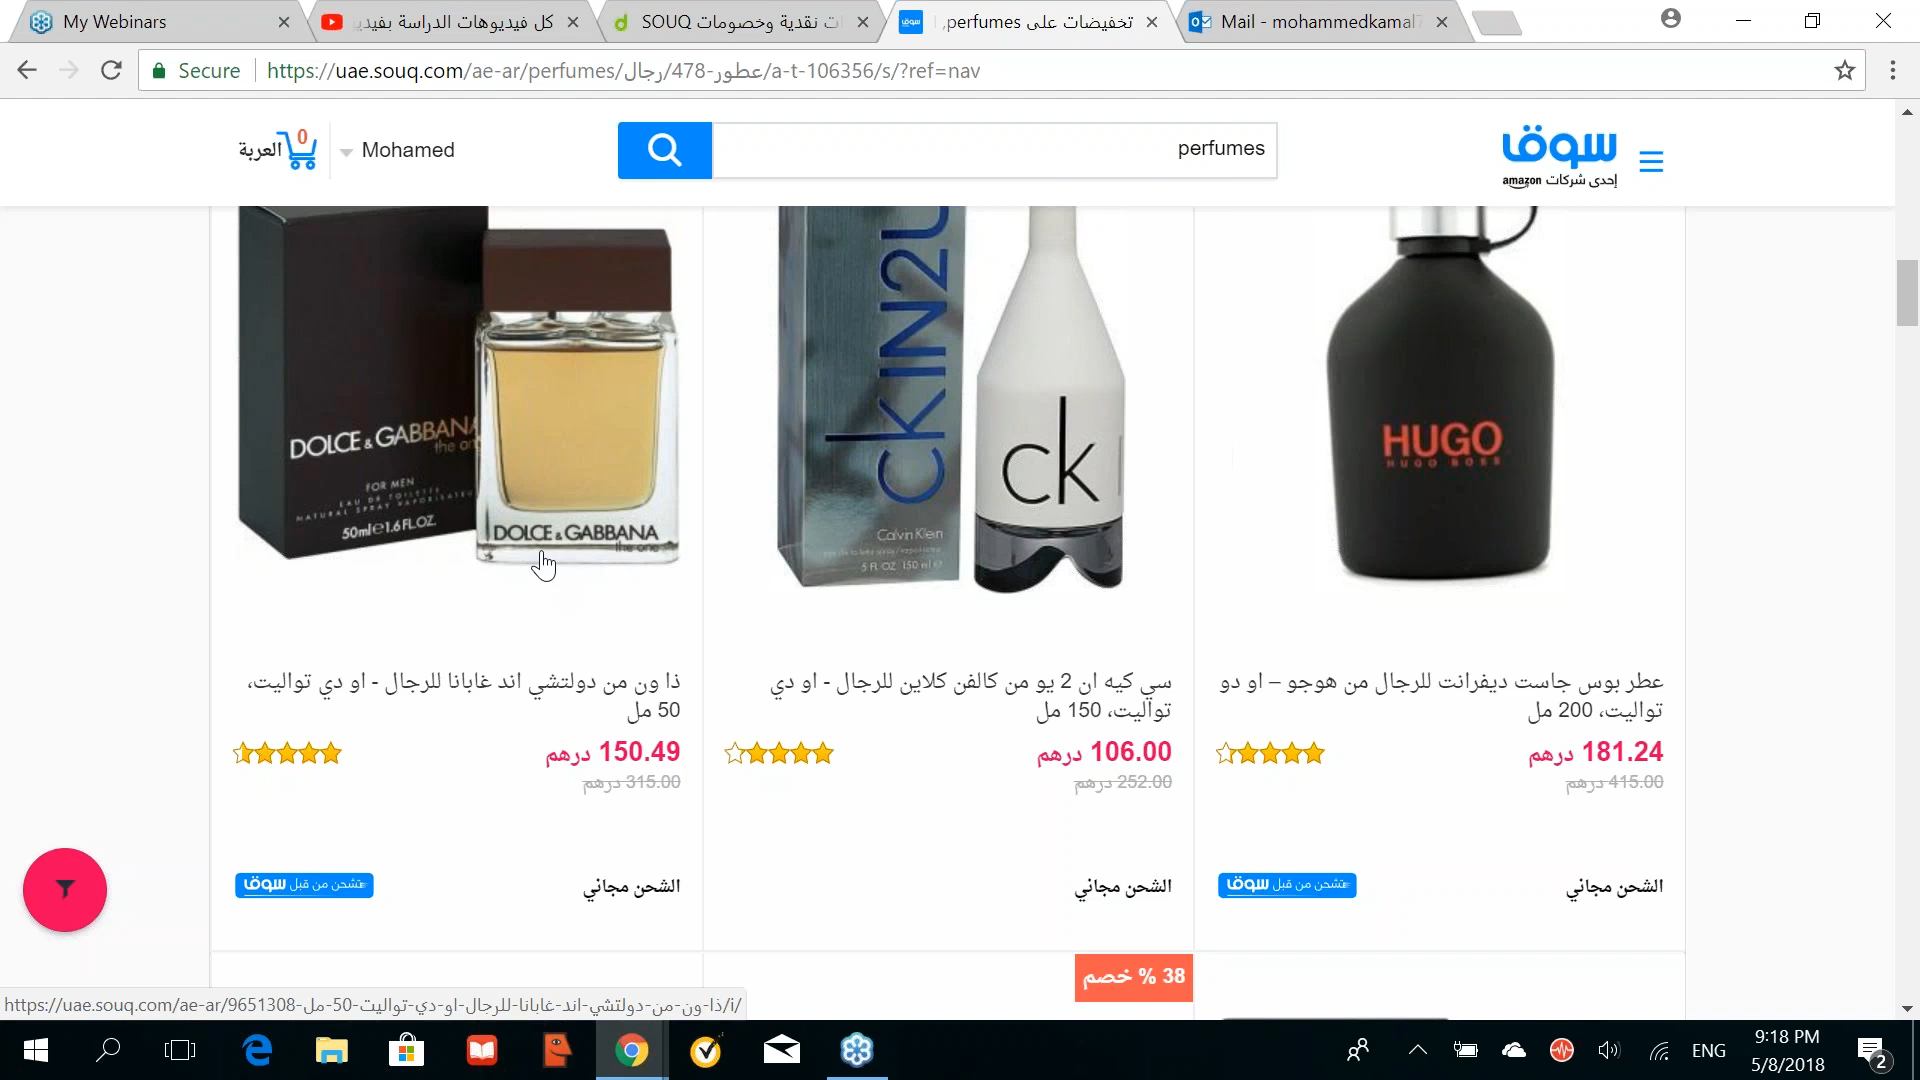 My Webinars
كل فيديوهات الدراسة بفيدي
ات نقدية وخصومات SOUQ
تخفيضات على perfumes,
Mail - mohammedkamal7
Secure
https://uae.souq.com/ae-ar/perfumes/عطور-478/رجال/a-t-106356/s/?ref=nav
العربة
0
Mohamed
perfumes
سوق
إحدى شركات amazon
DOLCE & GABBANA
the one
FOR MEN
EAU DE TOILETTE
NATURAL SPRAY VAPORISATEUR
50ml e 1.6 FL.OZ.
DOLCE & GABBANA
the one
CKIN2U
Calvin Klein
5 FL OZ 150 ml e
ck
HUGO
HUGO BOSS
عطر بوس جاست ديفرانت للرجال من هوجو – او دو
تواليت، 200 مل
181.24 درهم
415.00 درهم
الشحن مجاني
تشحن من قبل سوق
سي كيه ان 2 يو من كالفن كلاين للرجال - او دي
تواليت، 150 مل
106.00 درهم
252.00 درهم
الشحن مجاني
ذا ون من دولتشي اند غابانا للرجال - او دي تواليت،
50 مل
150.49 درهم
315.00 درهم
الشحن مجاني
تشحن من قبل سوق
38 % خصم
https://uae.souq.com/ae-ar/ذا-ون-من-دولتشي-اند-غابانا-للرجال-او-دي-تواليت-50-مل-9651308/i/
ENG
9:18 PM
5/8/2018
2